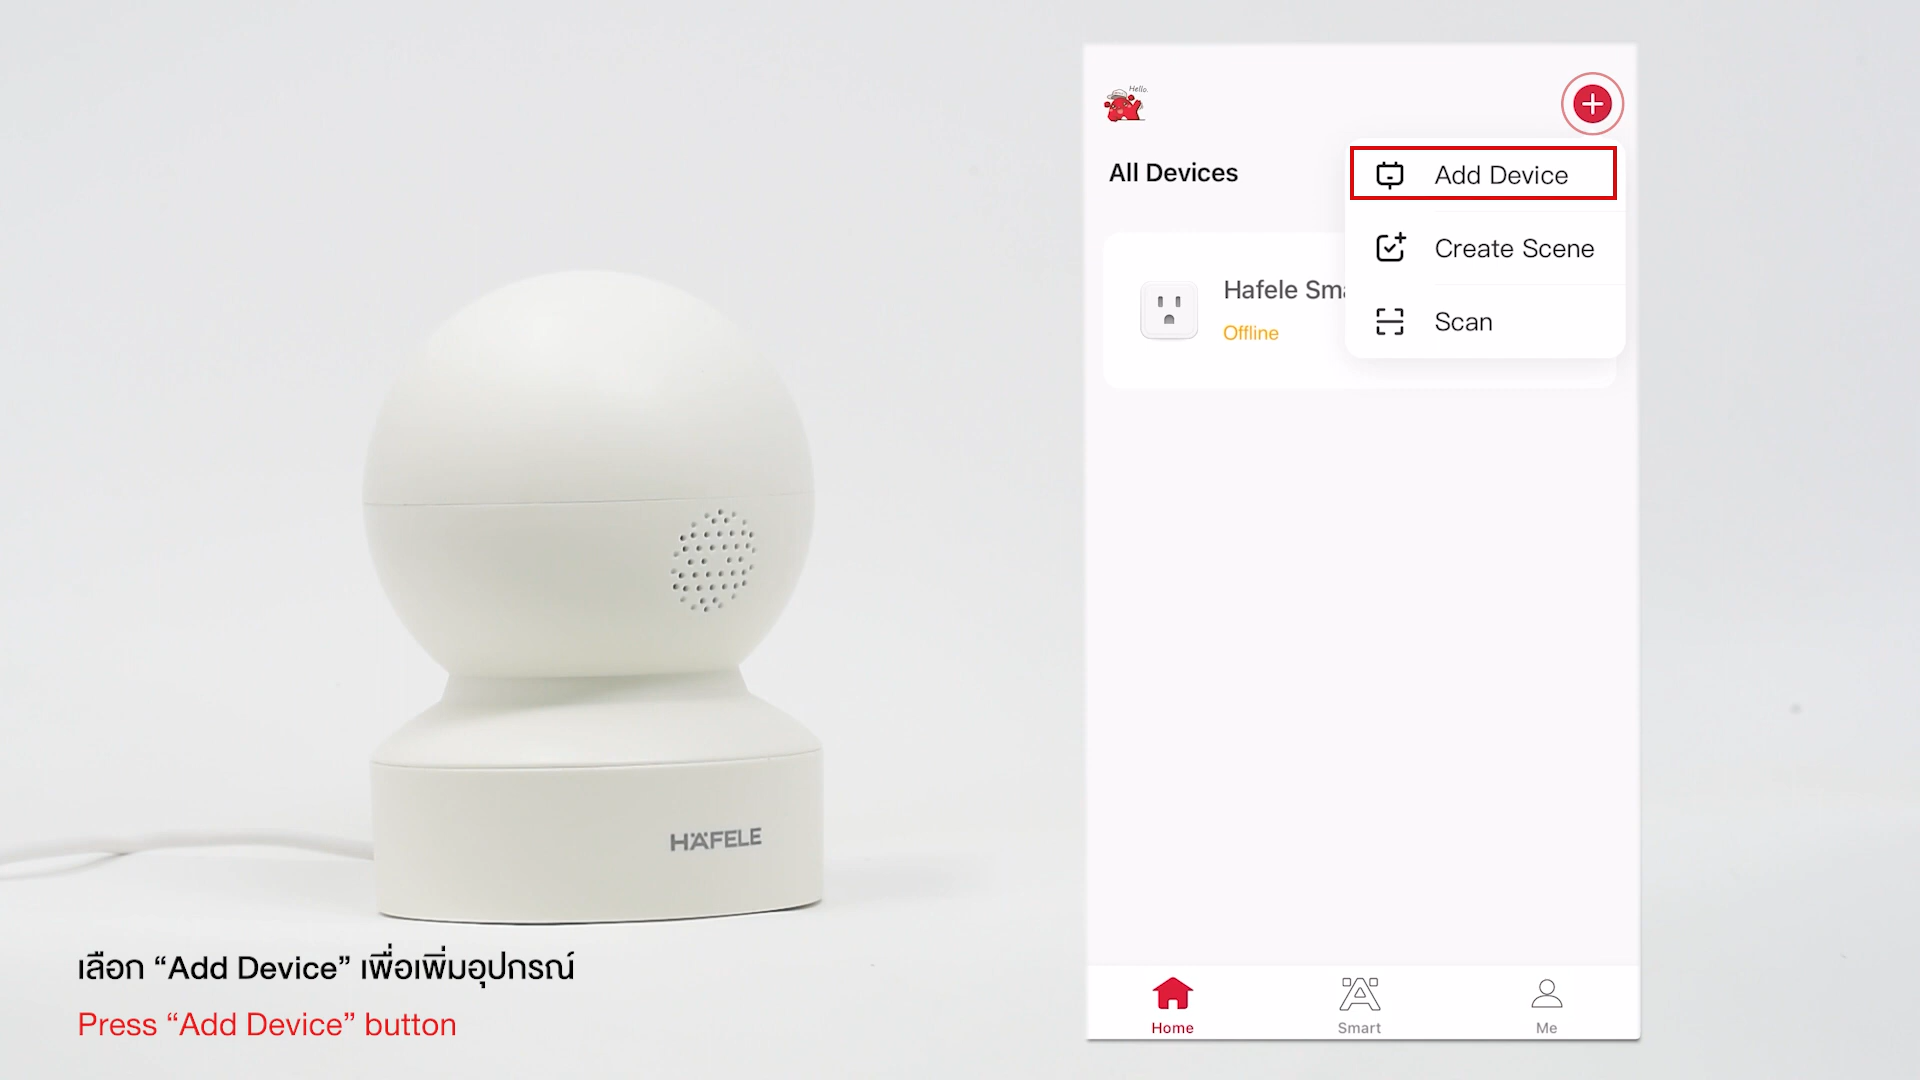 Hello.
All Devices
Add Device
Create Scene
Scan
Hafele Sma
Offline
HÄFELE
เลือก “Add Device” เพื่อเพิ่มอุปกรณ์
Press “Add Device” button
Home
Smart
Me